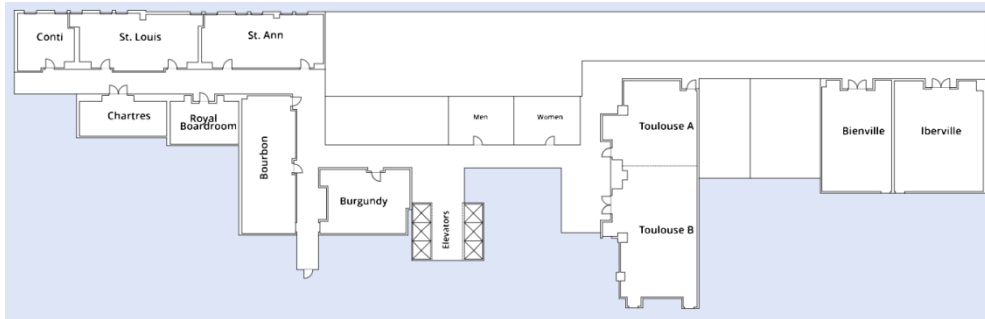 Conti
St. Louis
St. Ann
Chartres
Royal
Boardroom
Bourbon
Burgundy
Elevators
Men
Women
Toulouse A
Toulouse B
Bienville
Iberville